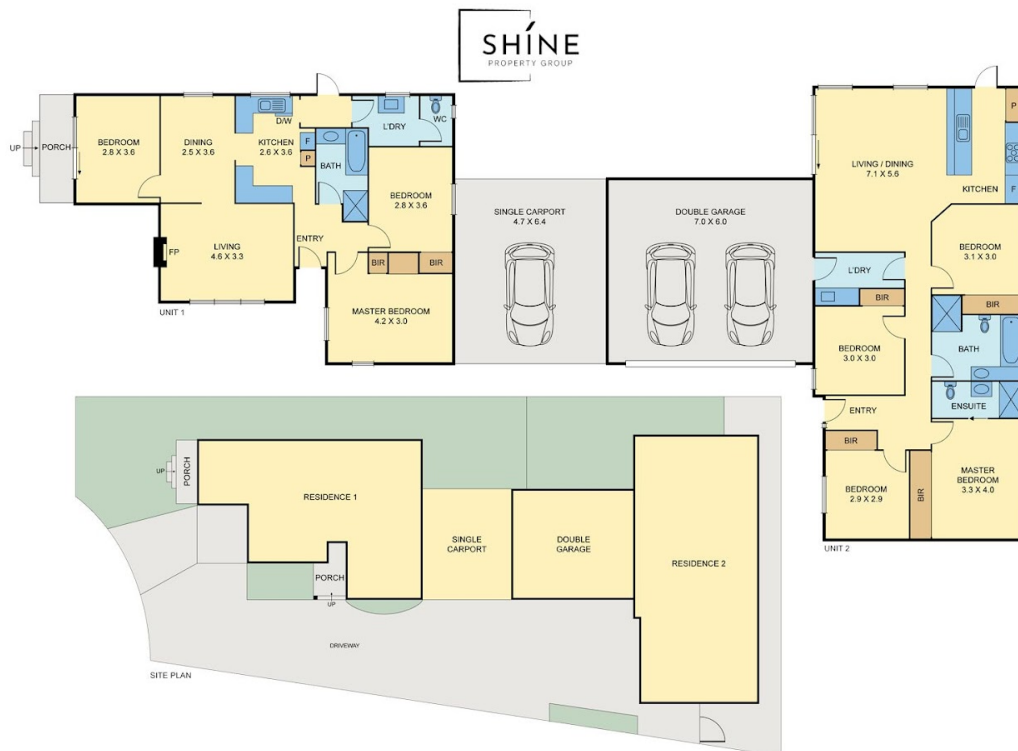 SHÍNE
PROPERTY GROUP
UP
PORCH
BEDROOM
2.8 X 3.6
DINING
2.5 X 3.6
D/W
KITCHEN
2.6 X 3.6
F
P
BATH
L'DRY
WC
BEDROOM
2.8 X 3.6
FP
LIVING
4.6 X 3.3
ENTRY
BIR
BIR
MASTER BEDROOM
4.2 X 3.0
UNIT 1
SINGLE CARPORT
4.7 X 6.4
DOUBLE GARAGE
7.0 X 6.0
LIVING / DINING
7.1 X 5.6
P
KITCHEN
F
BEDROOM
3.1 X 3.0
L'DRY
BIR
BIR
BEDROOM
3.0 X 3.0
BATH
ENSUITE
ENTRY
BIR
BEDROOM
2.9 X 2.9
BIR
MASTER
BEDROOM
3.3 X 4.0
UNIT 2
UP
PORCH
RESIDENCE 1
SINGLE
CARPORT
DOUBLE
GARAGE
RESIDENCE 2
PORCH
UP
DRIVEWAY
SITE PLAN